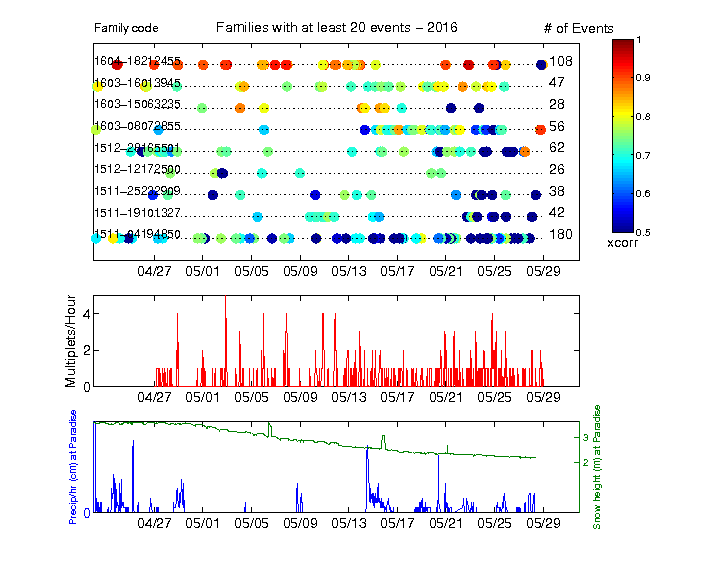 Family code Families with at least 20 events − 2016 # of Events
1604−18212455 108
1603−16013945 47
1603−15063235 28
1603−08072855 56
1512−29165501 62
1512−12172500 26
1511−25222909 38
1511−19101327 42
1511−04194850 180
04/27 05/01 05/05 05/09 05/13 05/17 05/21 05/25 05/29
1
0.9
0.8
0.7
0.6
0.5
xcorr
Multiplets/Hour
4
2
0
04/27 05/01 05/05 05/09 05/13 05/17 05/21 05/25 05/29
Precip/hr (cm) at Paradise
0
3
2
Snow height (m) at Paradise
04/27 05/01 05/05 05/09 05/13 05/17 05/21 05/25 05/29